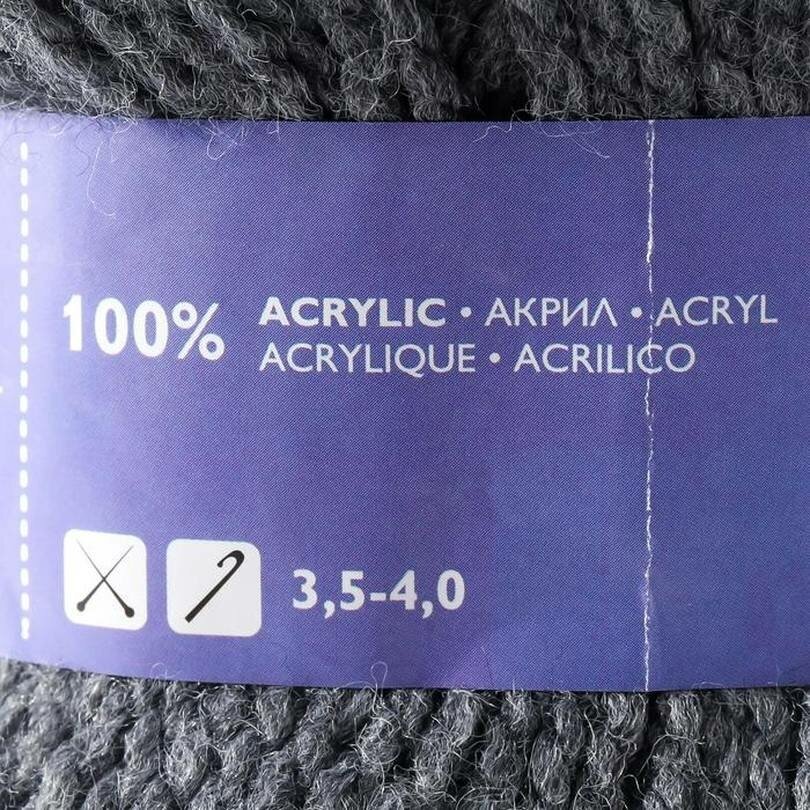 100% ACRYLIC • АКРИЛ • ACRYL
ACRYLIQUE • ACRILICO
3,5-4,0